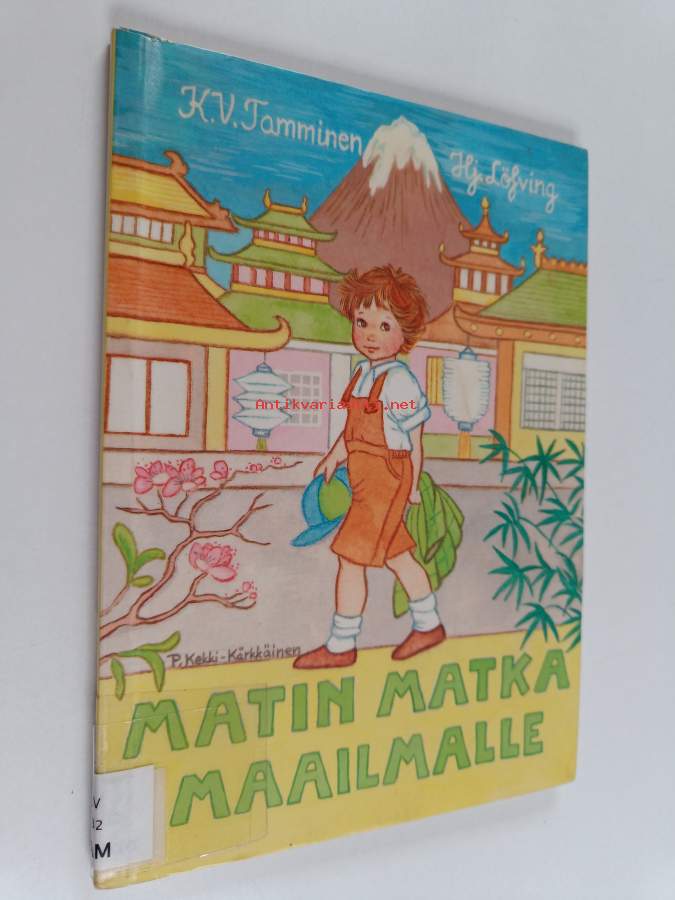 K.V. Tamminen
Hj. Löfving
Antikvariaatti.net
P. Kekki-Kärkkäinen
MATIN MATKA
MAAILMALLE